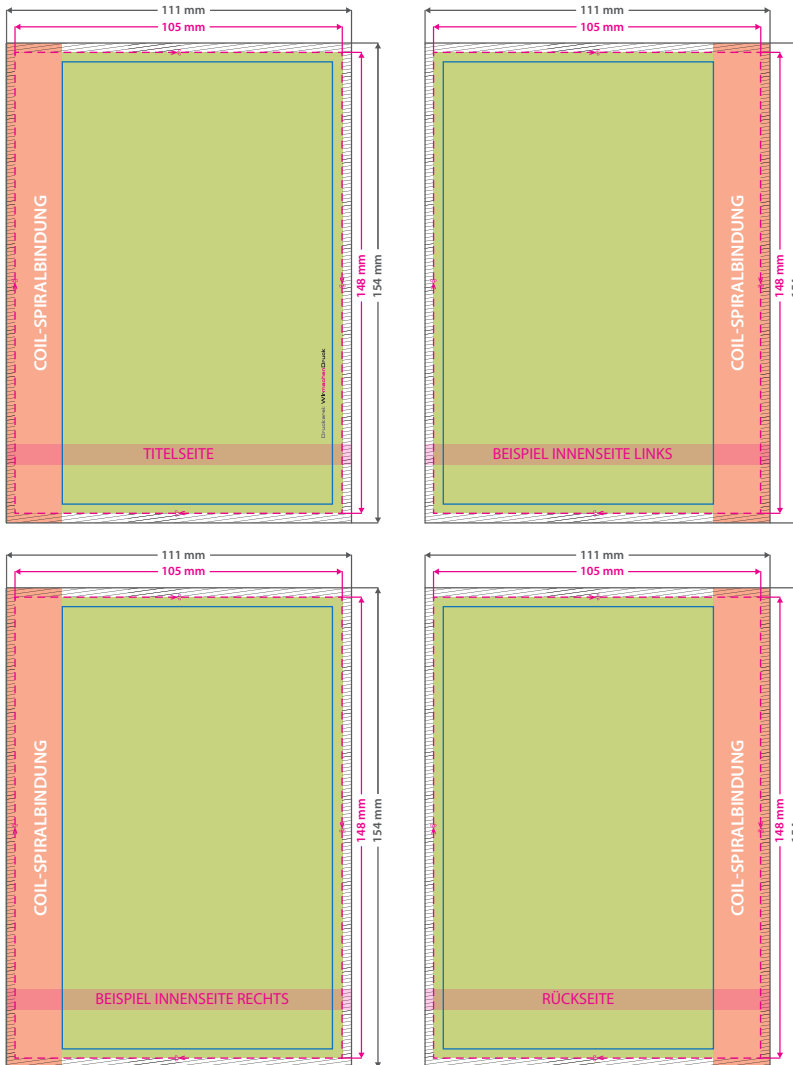 111 mm
105 mm
COIL-SPIRALBINDUNG
148 mm
154 mm
Druckerei WIRmachenDruck
TITELSEITE
111 mm
105 mm
COIL-SPIRALBINDUNG
148 mm
BEISPIEL INNENSEITE LINKS
111 mm
105 mm
COIL-SPIRALBINDUNG
148 mm
154 mm
BEISPIEL INNENSEITE RECHTS
111 mm
105 mm
COIL-SPIRALBINDUNG
148 mm
RÜCKSEITE